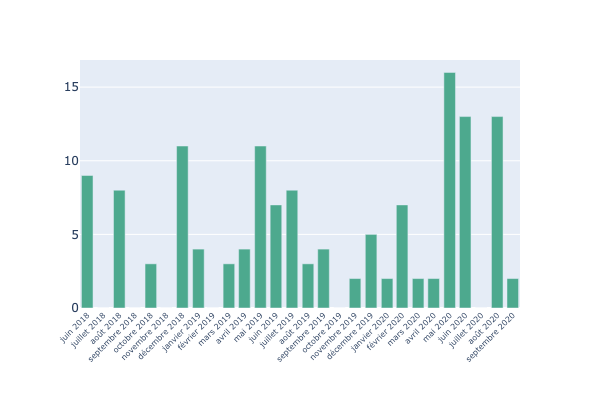 15
10
5
0
juin 2018
juillet 2018
août 2018
septembre 2018
octobre 2018
novembre 2018
décembre 2018
janvier 2019
février 2019
mars 2019
avril 2019
mai 2019
juin 2019
juillet 2019
août 2019
septembre 2019
octobre 2019
novembre 2019
décembre 2019
janvier 2020
février 2020
mars 2020
avril 2020
mai 2020
juin 2020
juillet 2020
août 2020
septembre 2020